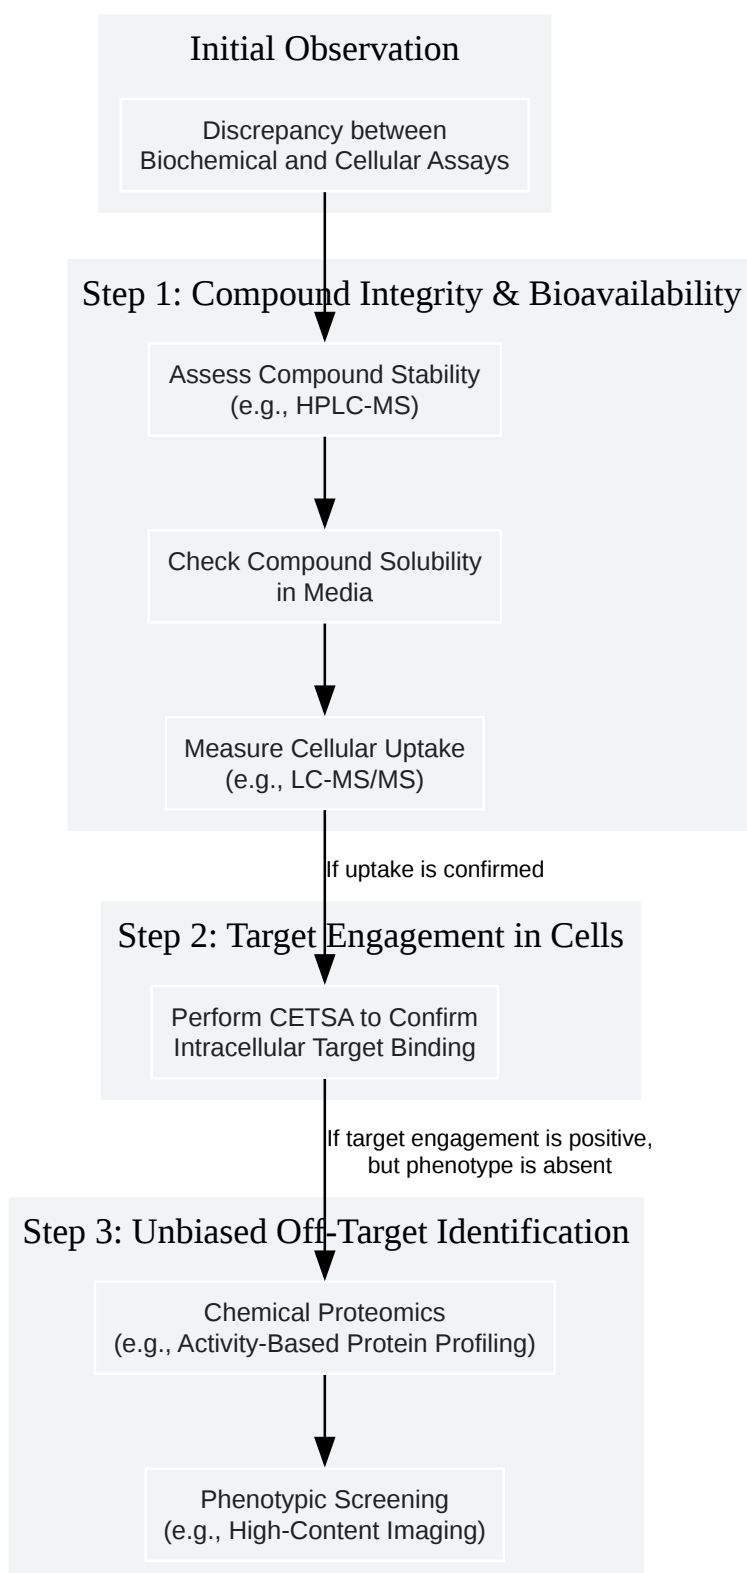 Initial Observation
Discrepancy between
Biochemical and Cellular Assays
Step 1: Compound Integrity & Bioavailability
Assess Compound Stability
(e.g., HPLC-MS)
Check Compound Solubility
in Media
Measure Cellular Uptake
(e.g., LC-MS/MS)
If uptake is confirmed
Step 2: Target Engagement in Cells
Perform CETSA to Confirm
Intracellular Target Binding
If target engagement is positive,
but phenotype is absent
Step 3: Unbiased Off-Target Identification
Chemical Proteomics
(e.g., Activity-Based Protein Profiling)
Phenotypic Screening
(e.g., High-Content Imaging)